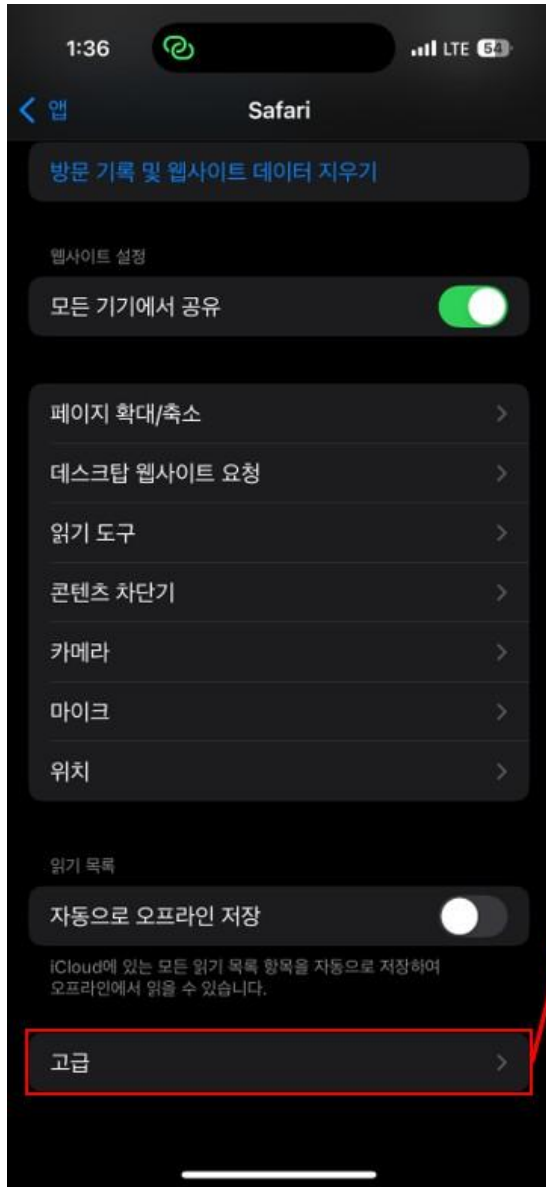 1:36
LTE 54
앱
Safari
방문 기록 및 웹사이트 데이터 지우기
웹사이트 설정
모든 기기에서 공유
페이지 확대/축소
데스크탑 웹사이트 요청
읽기 도구
콘텐츠 차단기
카메라
마이크
위치
읽기 목록
자동으로 오프라인 저장
iCloud에 있는 모든 읽기 목록 항목을 자동으로 저장하여
오프라인에서 읽을 수 있습니다.
고급